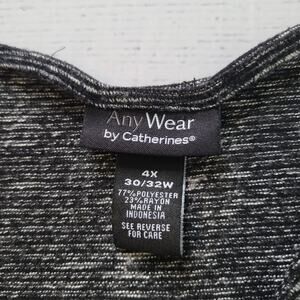 AnyWear
by Catherines®
4X
30/32W
77% POLYESTER
23% RAYON
MADE IN
INDONESIA
SEE REVERSE
FOR CARE